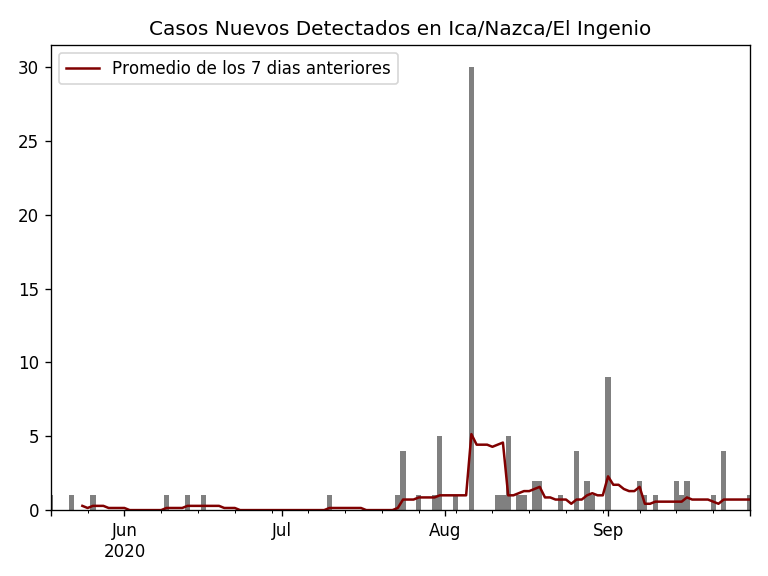 Casos Nuevos Detectados en Ica/Nazca/El Ingenio
Promedio de los 7 dias anteriores
30
25
20
15
10
5
0
Jun Jul Aug Sep
2020